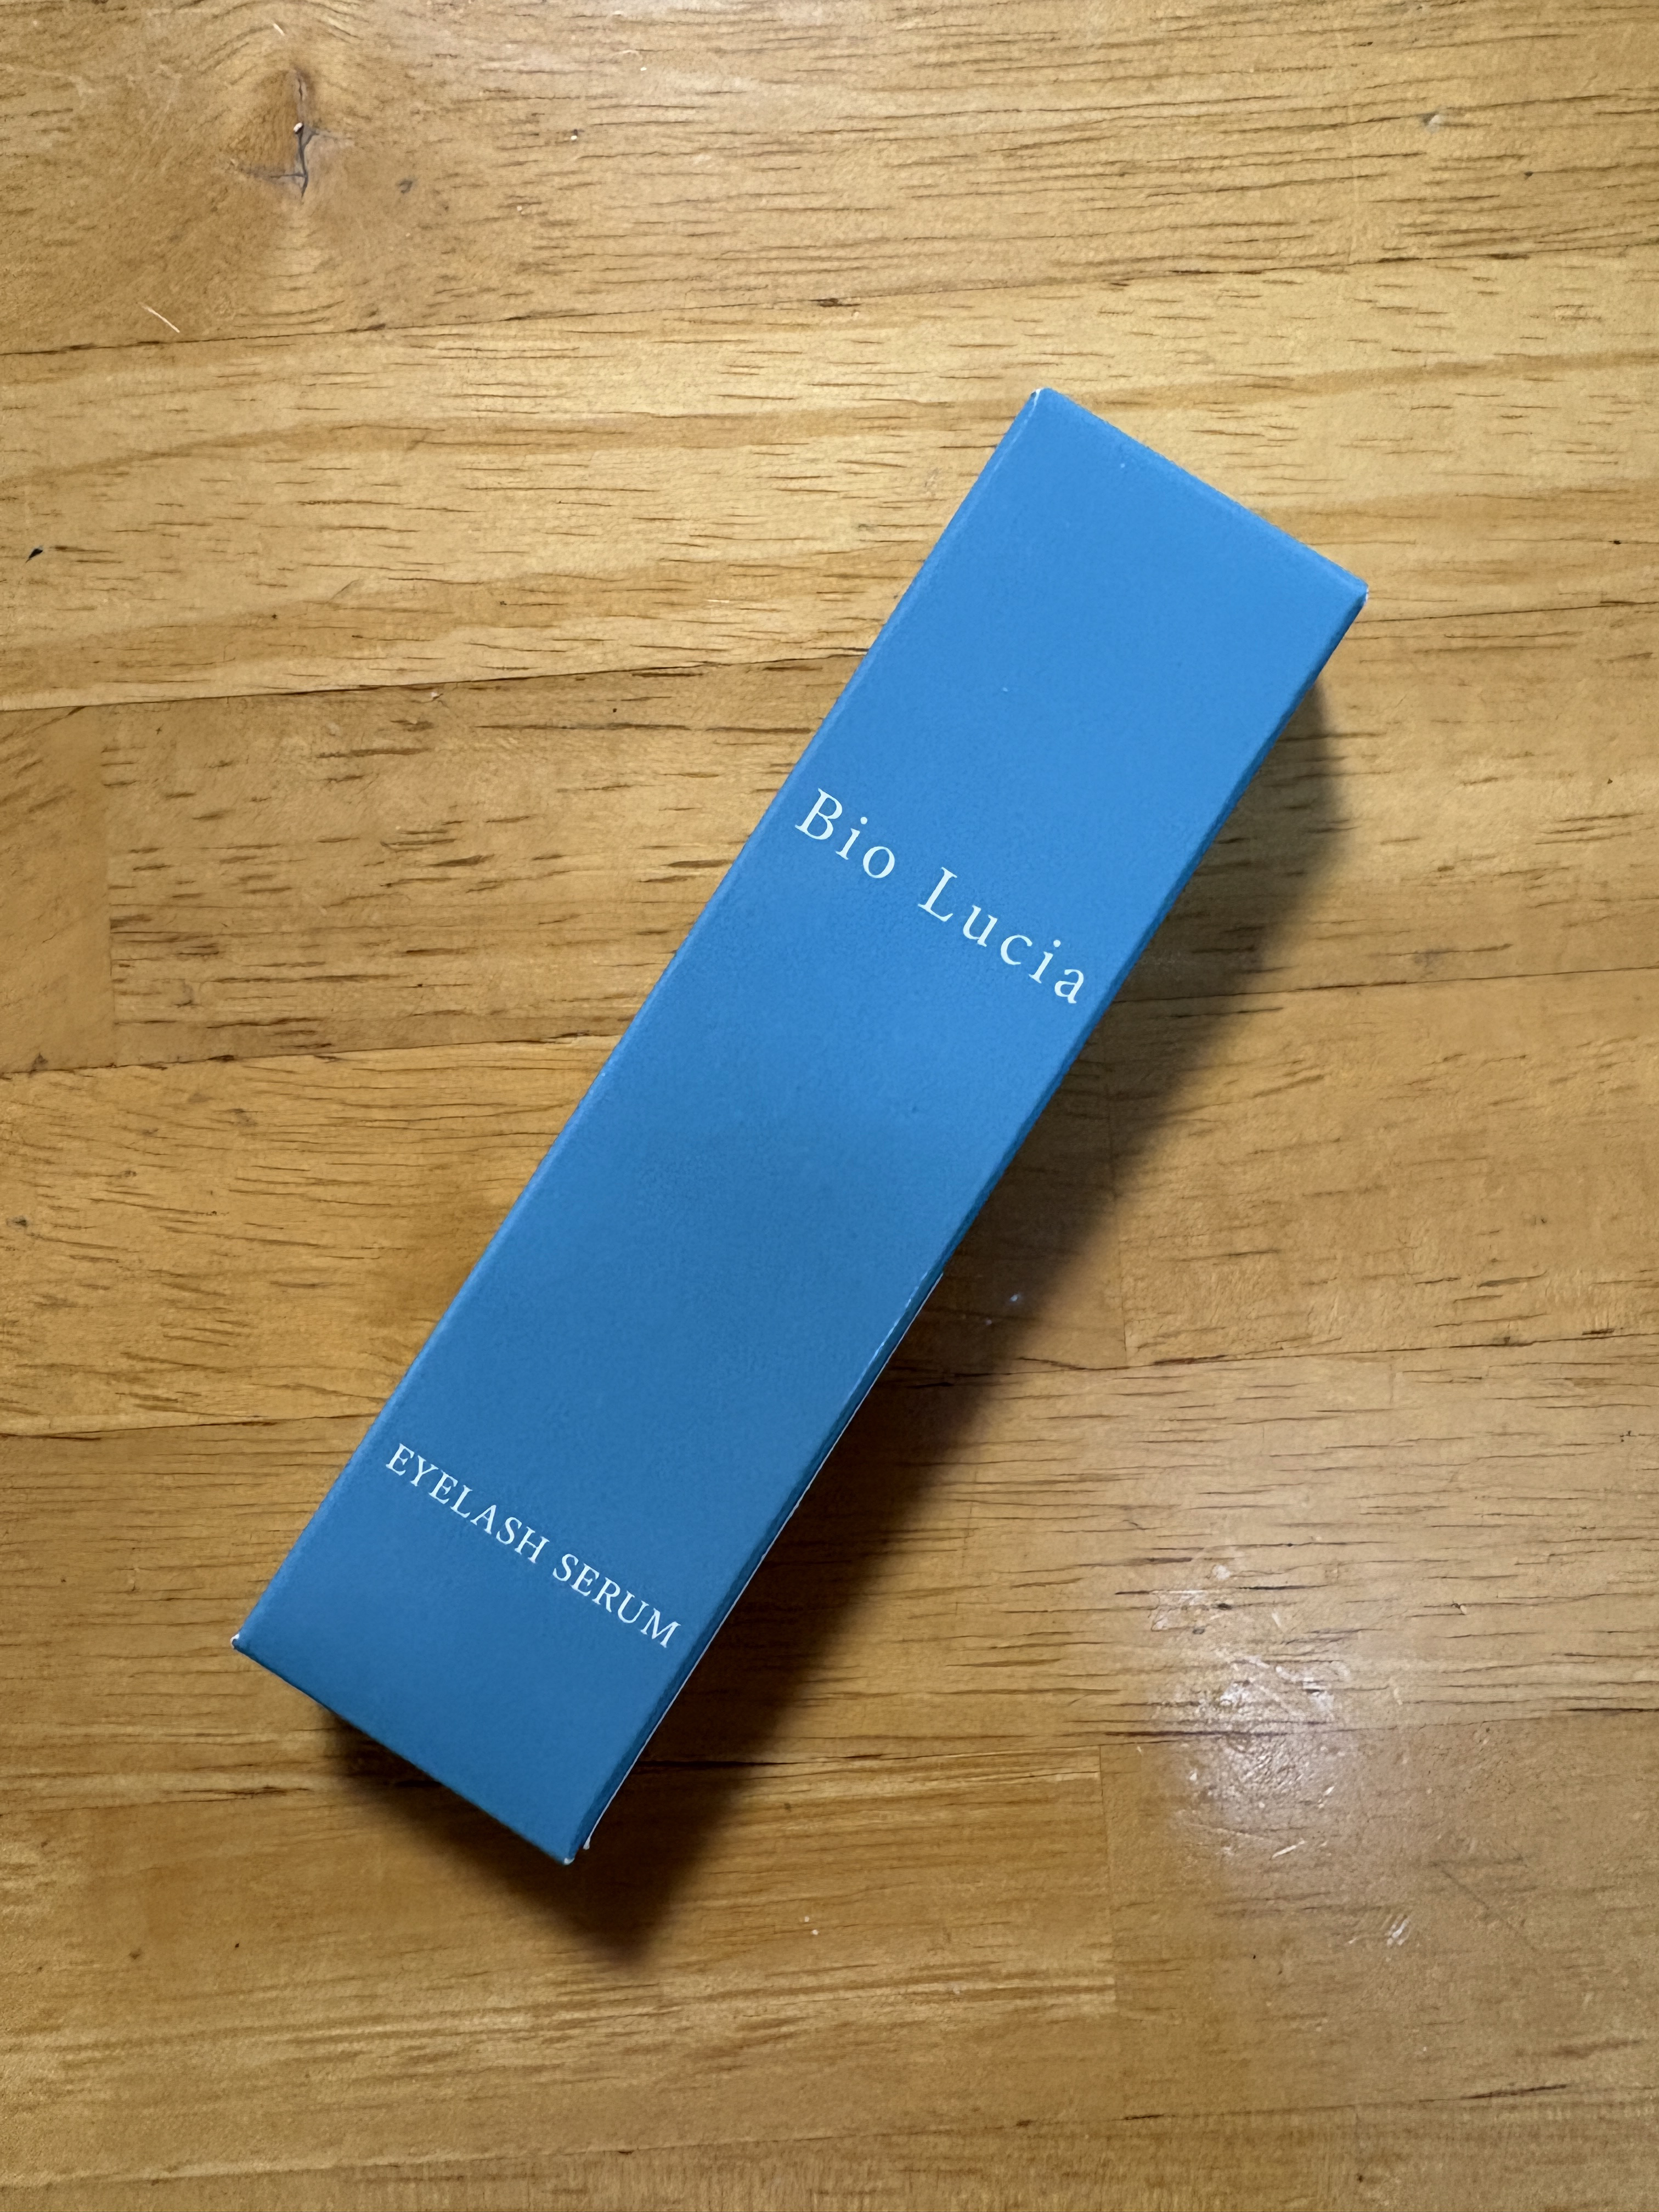 Bio Lucia
EYELASH SERUM